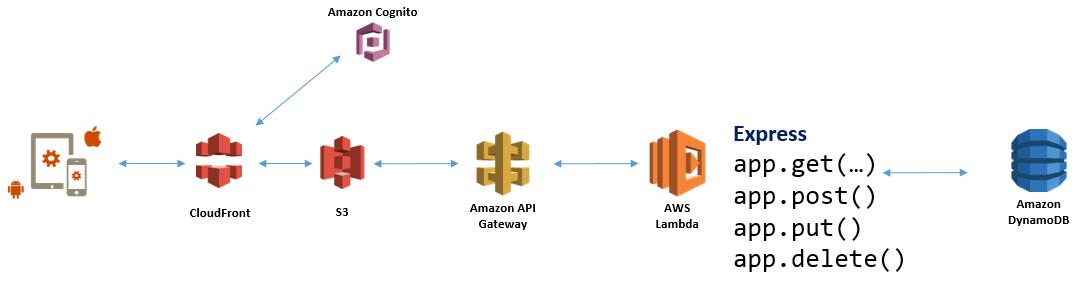 Amazon Cognito
CloudFront
S3
Amazon API
Gateway
AWS
Lambda
Express
app.get(…)
app.post()
app.put()
app.delete()
Amazon
DynamoDB